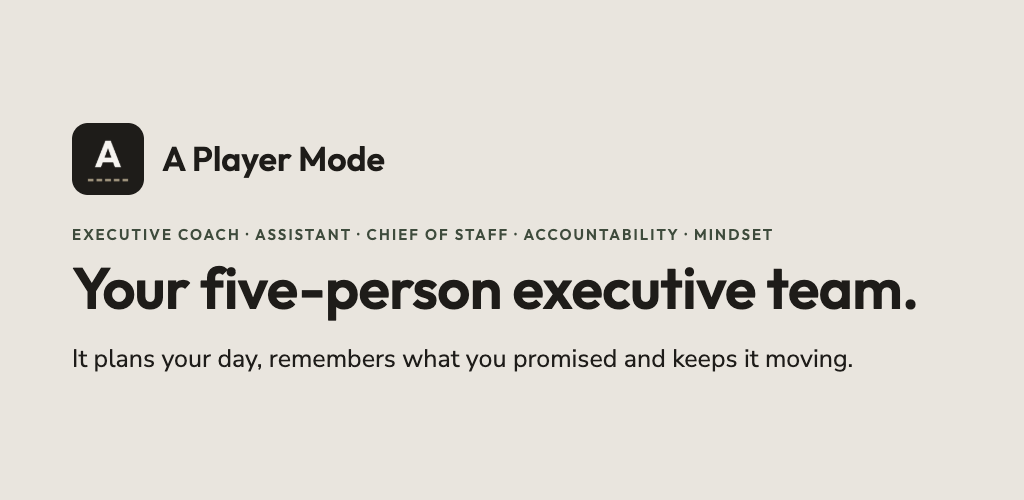 A
A Player Mode
EXECUTIVE COACH · ASSISTANT · CHIEF OF STAFF · ACCOUNTABILITY · MINDSET
Your five-person executive team.
It plans your day, remembers what you promised and keeps it moving.